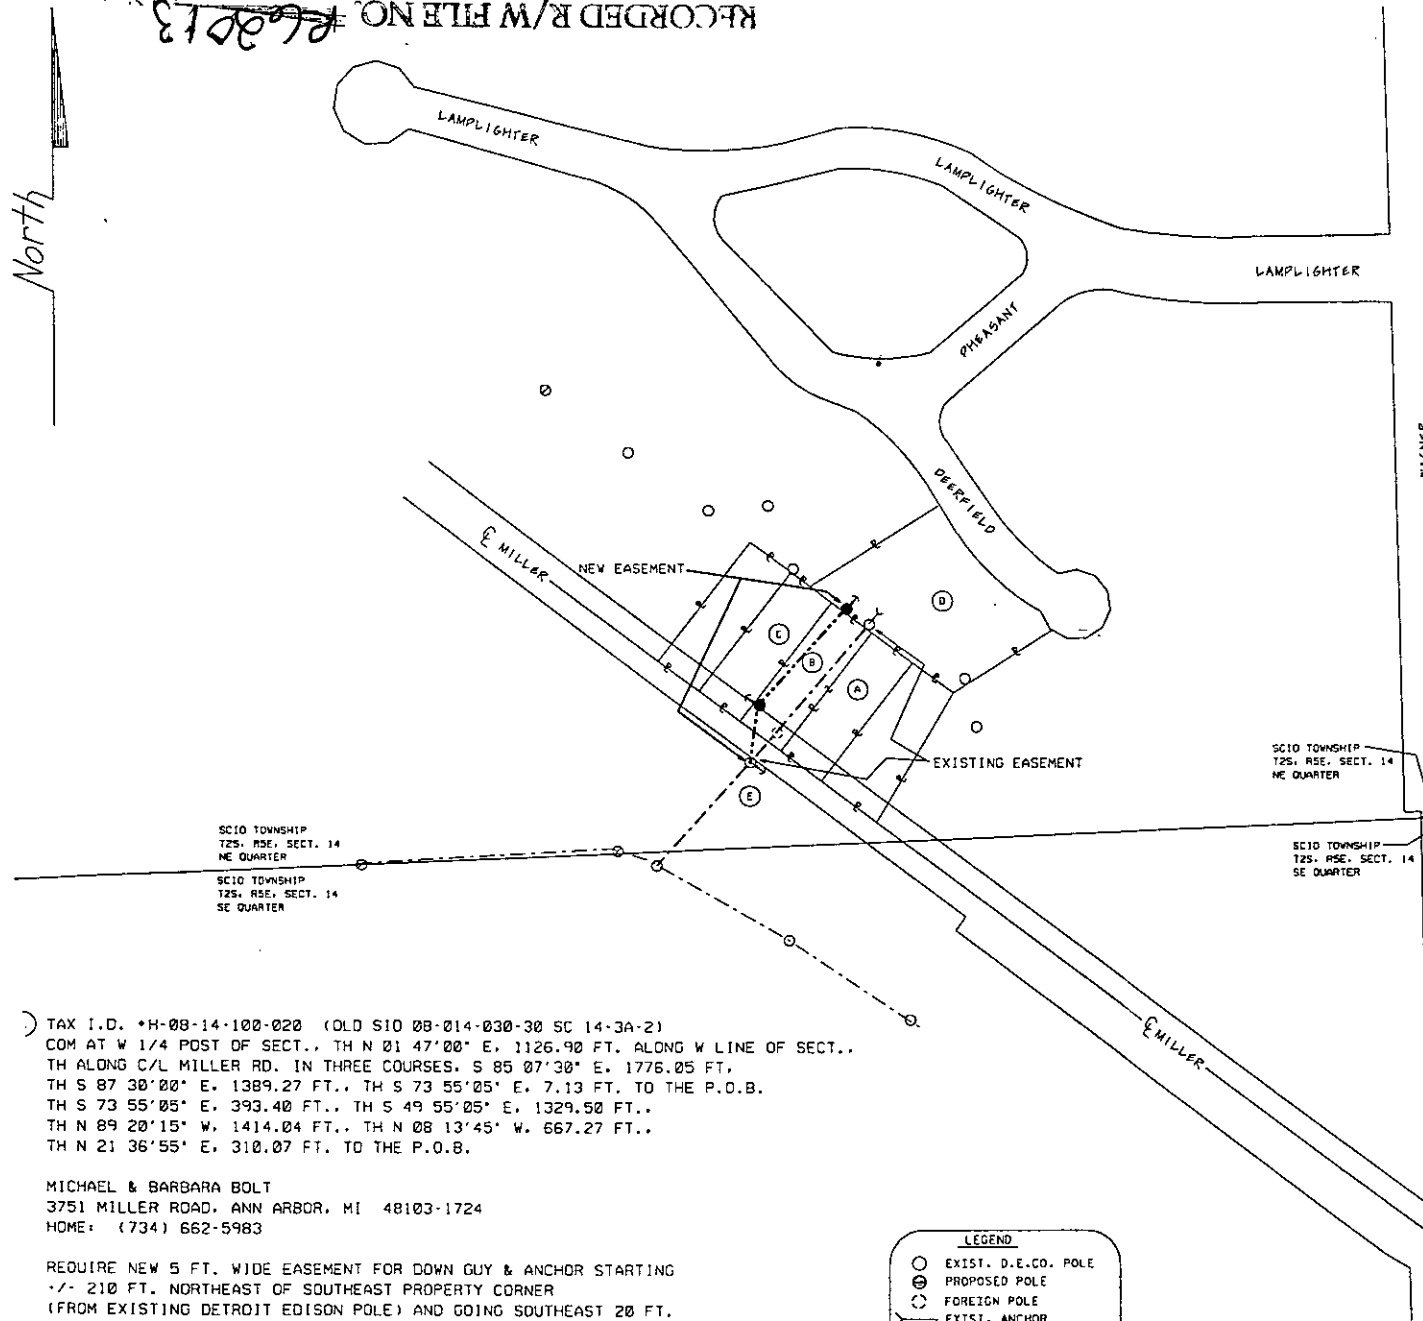 RECORDED R/W FILE NO. #
R62013
North
LAMPLIGHTER
LAMPLIGHTER
LAMPLIGHTER
PHEASANT
DEERFIELD
℄ MILLER
NEW EASEMENT
D
C
B
A
EXISTING EASEMENT
E
SCIO TOWNSHIP
T2S, R5E, SECT. 14
NE QUARTER
SCIO TOWNSHIP
T2S, R5E, SECT. 14
SE QUARTER
SCIO TOWNSHIP
T2S, R5E, SECT. 14
NE QUARTER
SCIO TOWNSHIP
T2S, R5E, SECT. 14
SE QUARTER
℄ MILLER
TAX I.D. *H-08-14-100-020 (OLD SID 08-014-030-30 SC 14-3A-2)
COM AT W 1/4 POST OF SECT., TH N 01 47'00" E, 1126.90 FT. ALONG W LINE OF SECT.,
TH ALONG C/L MILLER RD. IN THREE COURSES, S 85 07'30" E, 1776.05 FT,
TH S 87 30'00" E, 1389.27 FT., TH S 73 55'05" E, 7.13 FT. TO THE P.O.B.
TH S 73 55'05" E, 393.40 FT., TH S 49 55'05" E, 1329.50 FT.,
TH N 89 20'15" W, 1414.04 FT., TH N 08 13'45" W, 667.27 FT.,
TH N 21 36'55" E, 310.07 FT. TO THE P.O.B.
MICHAEL & BARBARA BOLT
3751 MILLER ROAD, ANN ARBOR, MI 48103-1724
HOME: (734) 662-5983
REQUIRE NEW 5 FT. WIDE EASEMENT FOR DOWN GUY & ANCHOR STARTING
+/- 210 FT. NORTHEAST OF SOUTHEAST PROPERTY CORNER
(FROM EXISTING DETROIT EDISON POLE) AND GOING SOUTHEAST 20 FT.
LEGEND
EXIST. D.E.CO. POLE
PROPOSED POLE
FOREIGN POLE
EXIST. ANCHOR